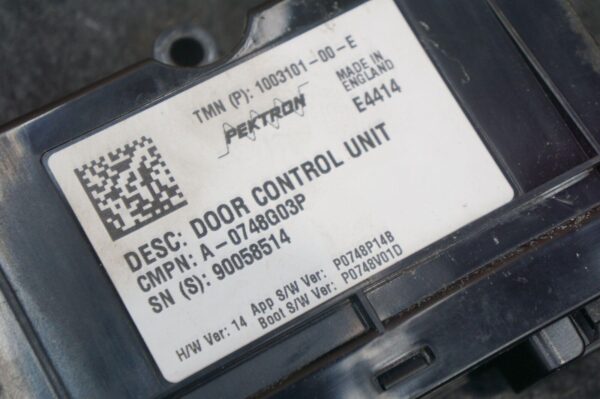 TMN (P): 1003101-00-E
PEKTRON
MADE IN
ENGLAND
E4414
DESC: DOOR CONTROL UNIT
CMPN: A-0748G03P
SN (S): 90058514
H/W Ver: 14 App S/W Ver: P0748P14B
Boot S/W Ver: P0748V01D